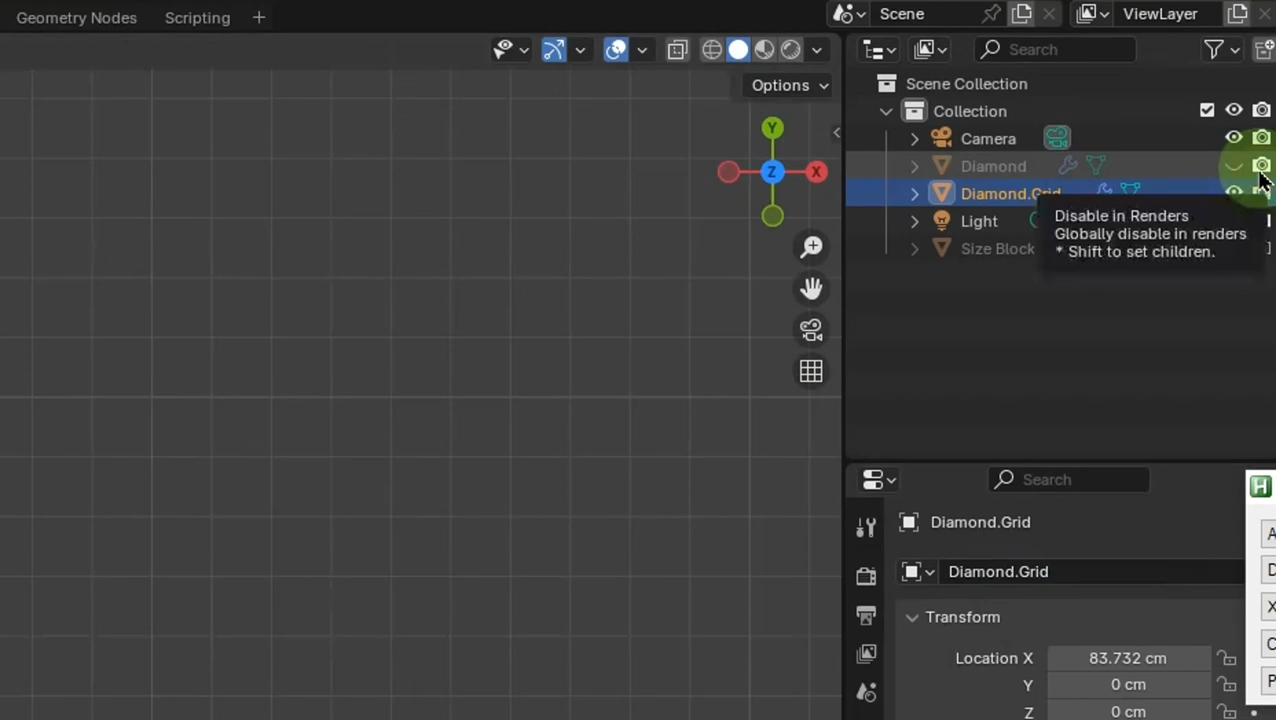 Geometry Nodes
Scripting
Scene
ViewLayer
Search
Options
Scene Collection
Collection
Camera
Diamond
Diamond.Grid
Light
Size Block
Disable in Renders
Globally disable in renders
* Shift to set children.
Y
Z
X
Search
H
Diamond.Grid
Diamond.Grid
Transform
Location X
83.732 cm
Y
0 cm
Z
0 cm
A
D
X
P